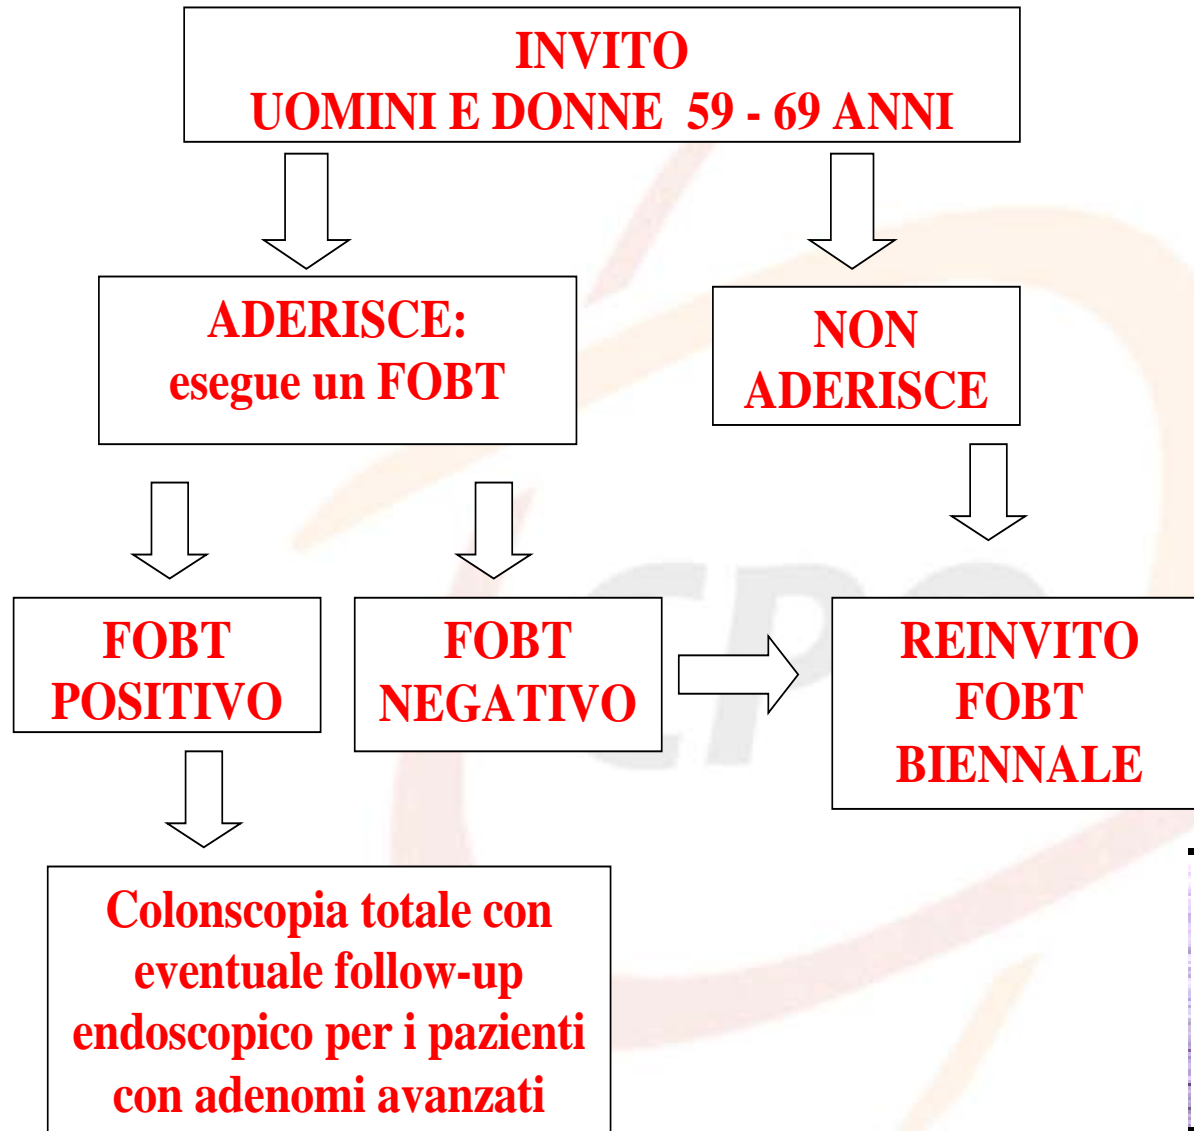 INVITO
UOMINI E DONNE 59 - 69 ANNI
ADERISCE:
esegue un FOBT
NON
ADERISCE
FOBT
POSITIVO
FOBT
NEGATIVO
REINVITO
FOBT
BIENNALE
Colonscopia totale con
eventuale follow-up
endoscopico per i pazienti
con adenomi avanzati
CPO